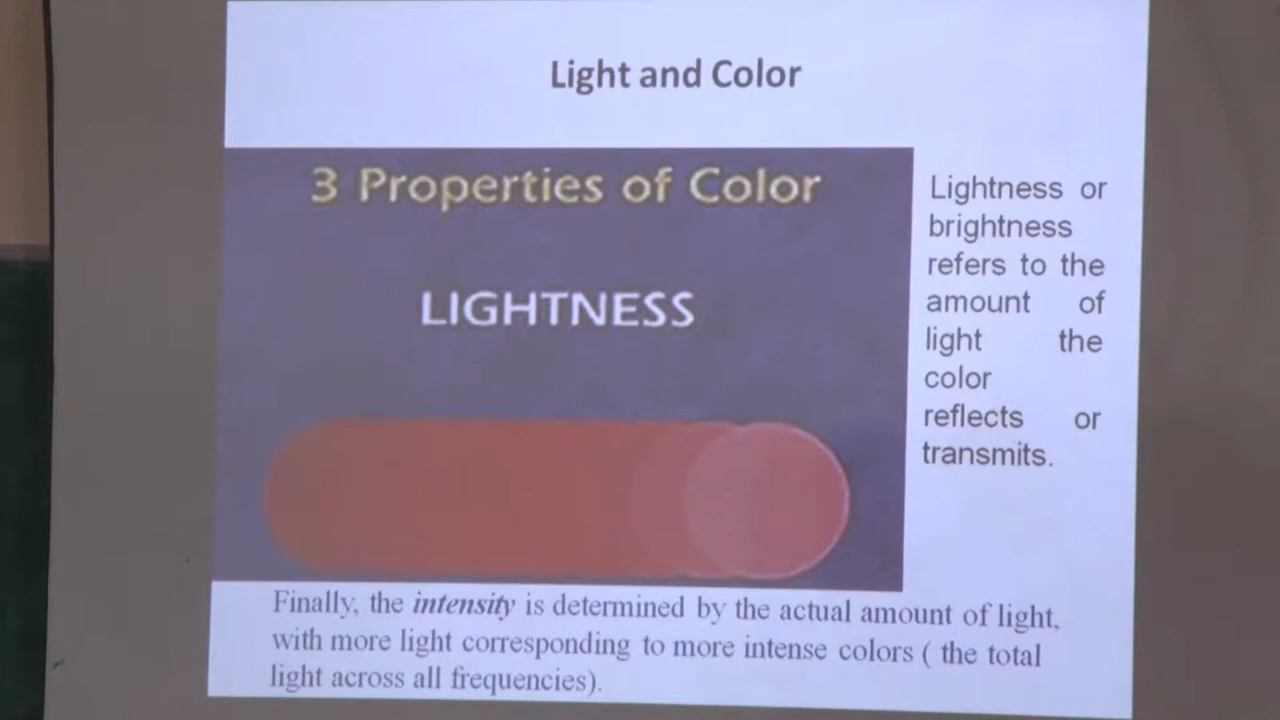 Light and Color
3 Properties of Color
LIGHTNESS
Lightness or
brightness
refers to the
amount of
light the
color
reflects or
transmits.
Finally, the intensity is determined by the actual amount of light,
with more light corresponding to more intense colors ( the total
light across all frequencies).